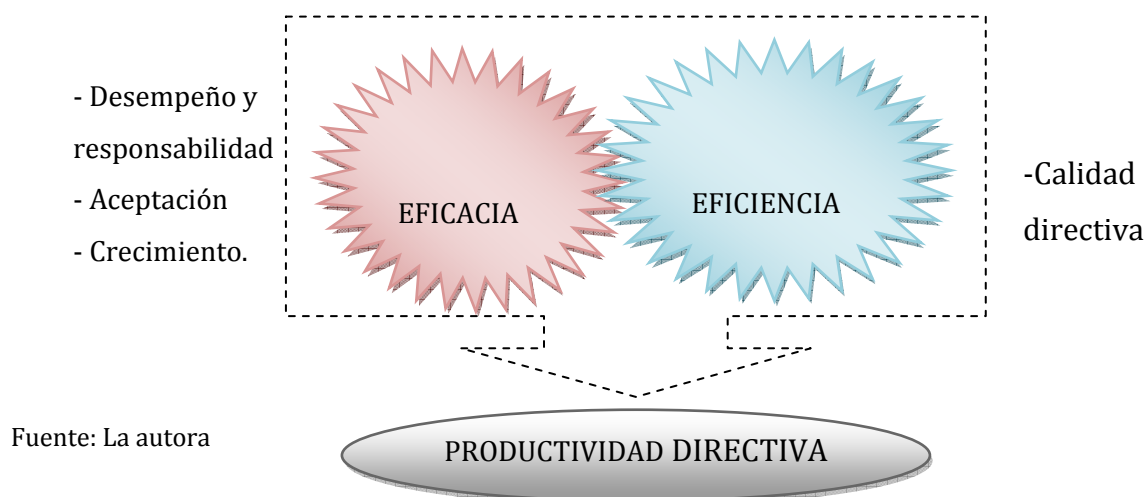 - Desempeño y
responsabilidad
- Aceptación
- Crecimiento.
EFICACIA
EFICIENCIA
-Calidad
directiva
Fuente: La autora
PRODUCTIVIDAD DIRECTIVA